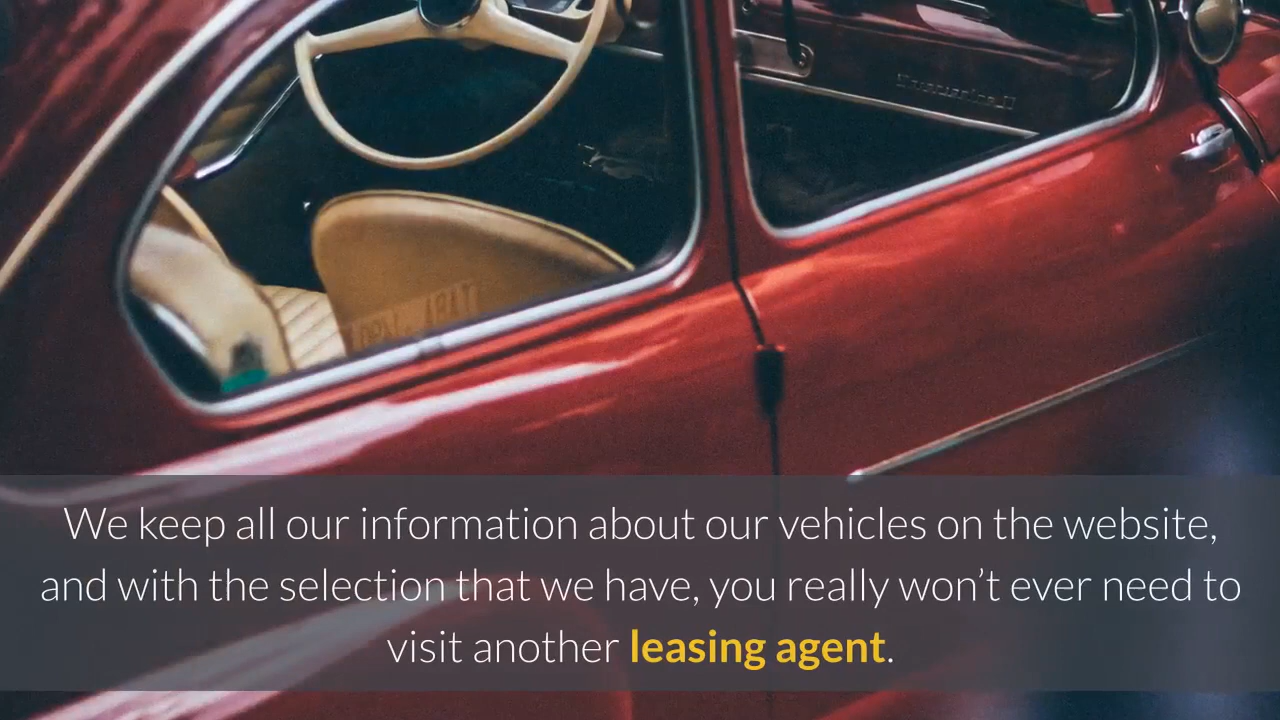 We keep all our information about our vehicles on the website,
and with the selection that we have, you really won’t ever need to
visit another leasing agent.